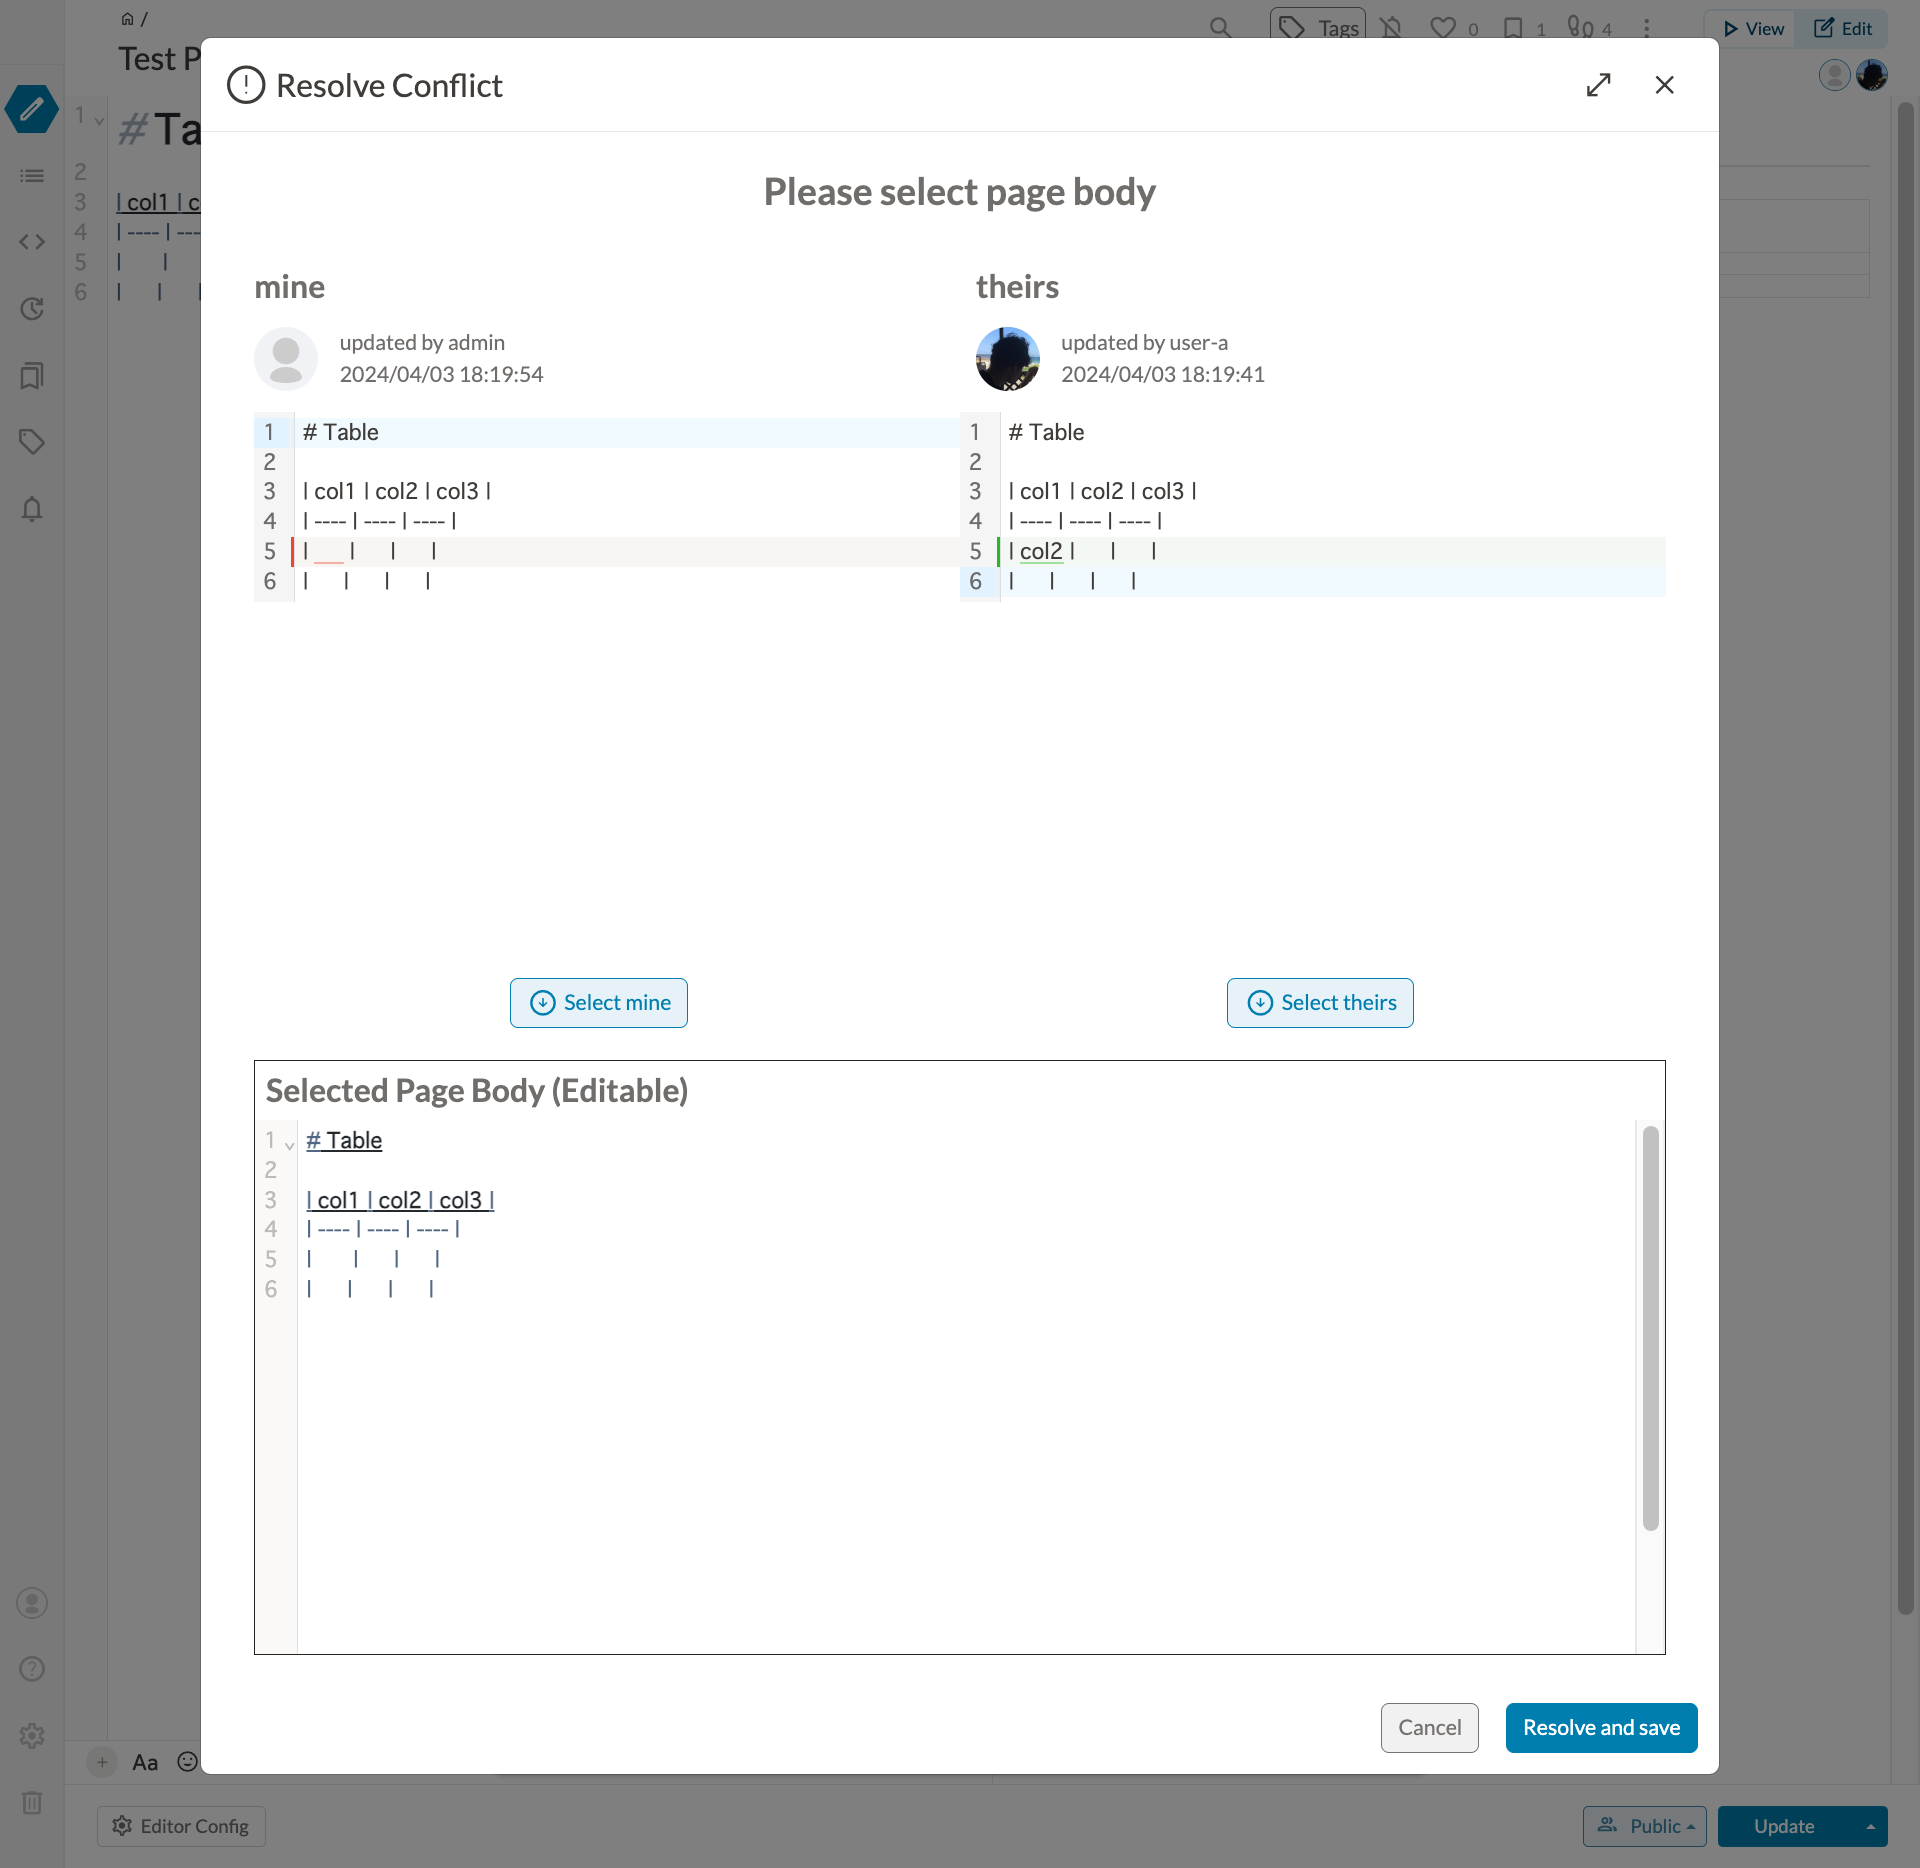 /
Tags 0 1 4 View Edit
Test P
Resolve Conflict
1 # Ta
2
3 | col1 | c
4 | ---- | ---
5 | |
6 | | |
Please select page body
mine
updated by admin
2024/04/03 18:19:54
1 # Table
2
3 | col1 | col2 | col3 |
4 | ---- | ---- | ---- |
5 | | | |
6 | | | |
theirs
updated by user-a
2024/04/03 18:19:41
1 # Table
2
3 | col1 | col2 | col3 |
4 | ---- | ---- | ---- |
5 | col2 | | |
6 | | | |
Select mine
Select theirs
Selected Page Body (Editable)
1 # Table
2
3 | col1 | col2 | col3 |
4 | ---- | ---- | ---- |
5 | | | |
6 | | | |
Cancel
Resolve and save
+ Aa
Editor Config
Public
Update